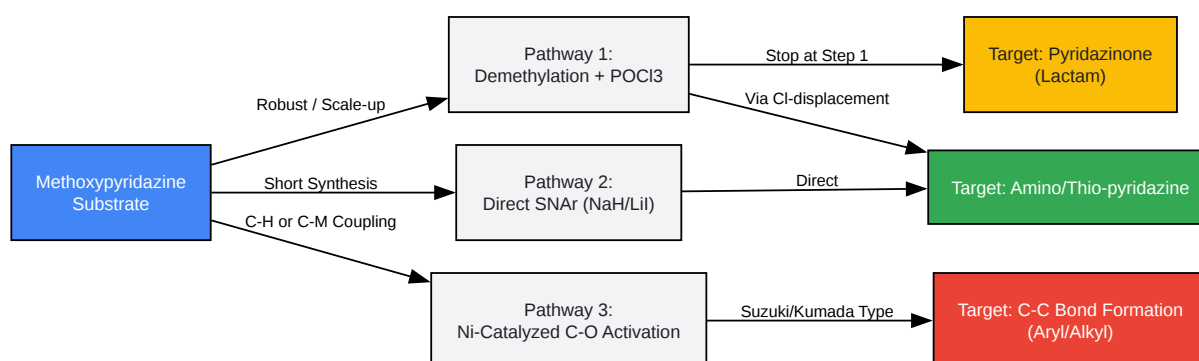 Methoxypyridazine
Substrate
Robust / Scale-up
Short Synthesis
C-H or C-M Coupling
Pathway 1:
Demethylation + POCl3
Pathway 2:
Direct SNAr (NaH/LiI)
Pathway 3:
Ni-Catalyzed C-O Activation
Stop at Step 1
Via Cl-displacement
Direct
Suzuki/Kumada Type
Target: Pyridazinone
(Lactam)
Target: Amino/Thio-pyridazine
Target: C-C Bond Formation
(Aryl/Alkyl)